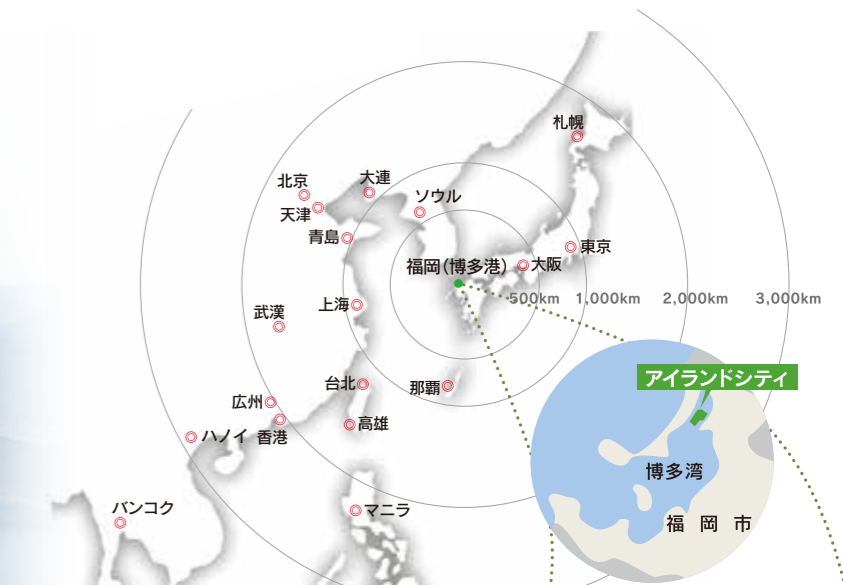 札幌
大連
北京
ソウル
天津
青島
東京
福岡(博多港)
大阪
500km
1,000km
2,000km
3,000km
上海
武漢
台北
那覇
アイランドシティ
広州
高雄
ハノイ
香港
博多湾
バンコク
マニラ
福岡市